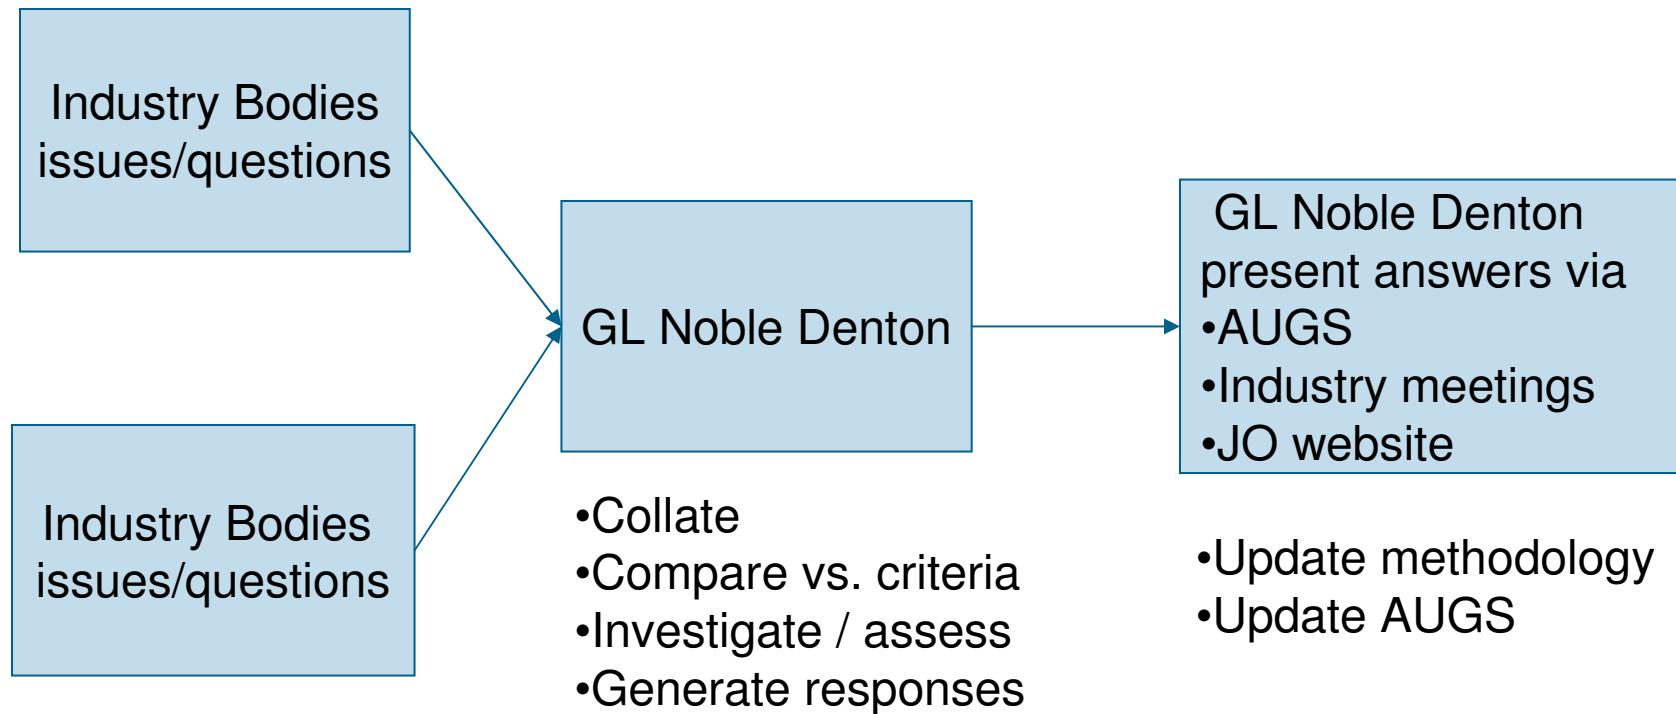 Industry Bodies
issues/questions
Industry Bodies
issues/questions
GL Noble Denton
•Collate
•Compare vs. criteria
•Investigate / assess
•Generate responses
GL Noble Denton
present answers via
•AUGS
•Industry meetings
•JO website
•Update methodology
•Update AUGS